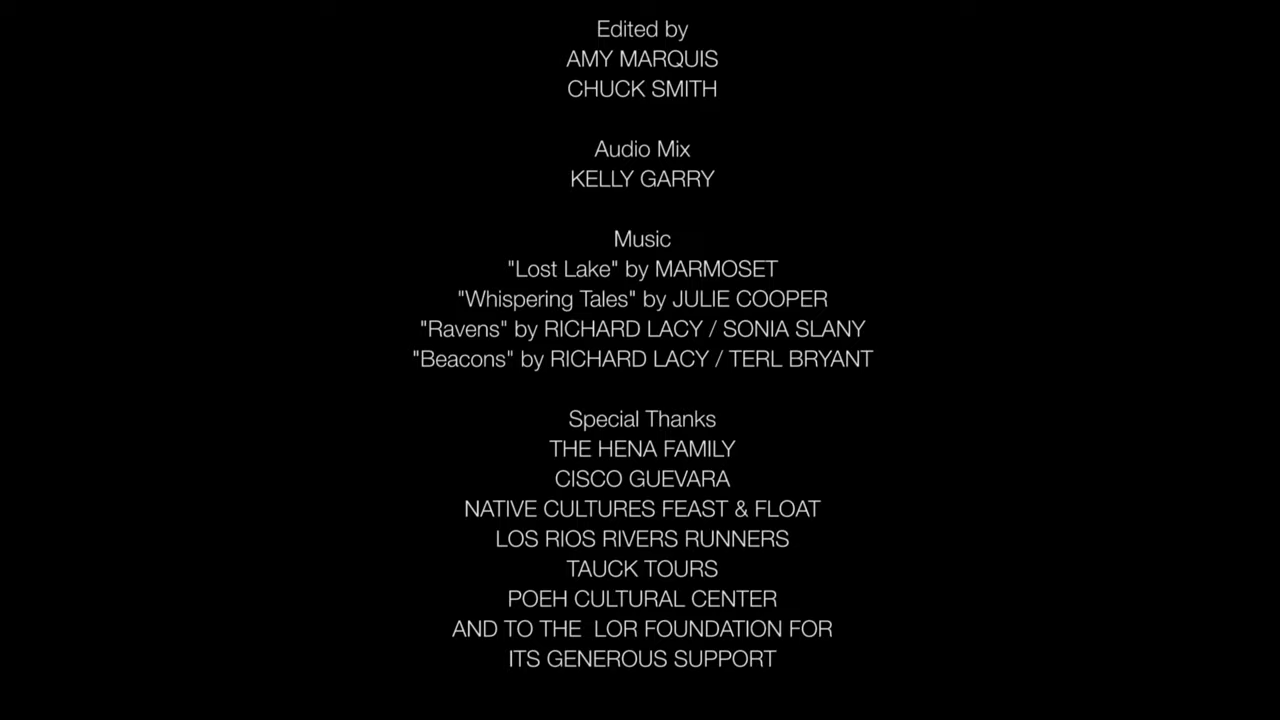 Edited by
AMY MARQUIS
CHUCK SMITH
Audio Mix
KELLY GARRY
Music
"Lost Lake" by MARMOSET
"Whispering Tales" by JULIE COOPER
"Ravens" by RICHARD LACY / SONIA SLANY
"Beacons" by RICHARD LACY / TERL BRYANT
Special Thanks
THE HENA FAMILY
CISCO GUEVARA
NATIVE CULTURES FEAST & FLOAT
LOS RIOS RIVERS RUNNERS
TAUCK TOURS
POEH CULTURAL CENTER
AND TO THE  LOR FOUNDATION FOR
ITS GENEROUS SUPPORT